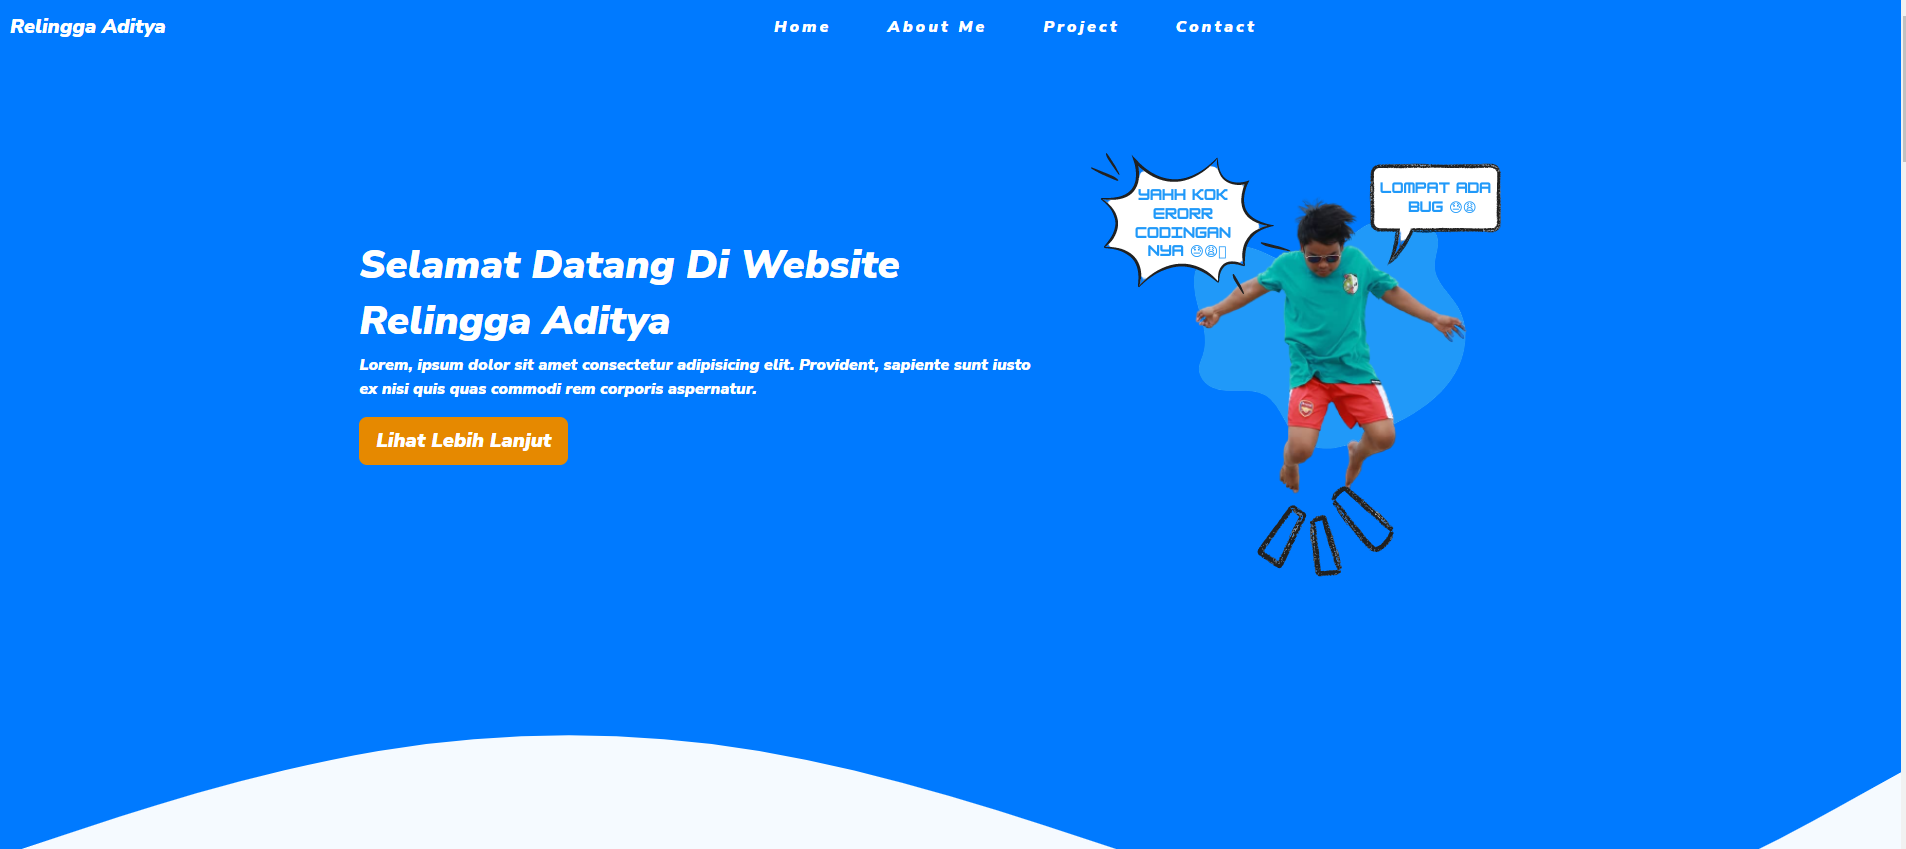 Relingga Aditya
Home About Me Project Contact
YAHH KOK
ERORR
CODINGAN
NYA 😓😩▯
LOMPAT ADA
BUG 😓😩
Selamat Datang Di Website
Relingga Aditya
Lorem, ipsum dolor sit amet consectetur adipisicing elit. Provident, sapiente sunt iusto
ex nisi quis quas commodi rem corporis aspernatur.
Lihat Lebih Lanjut